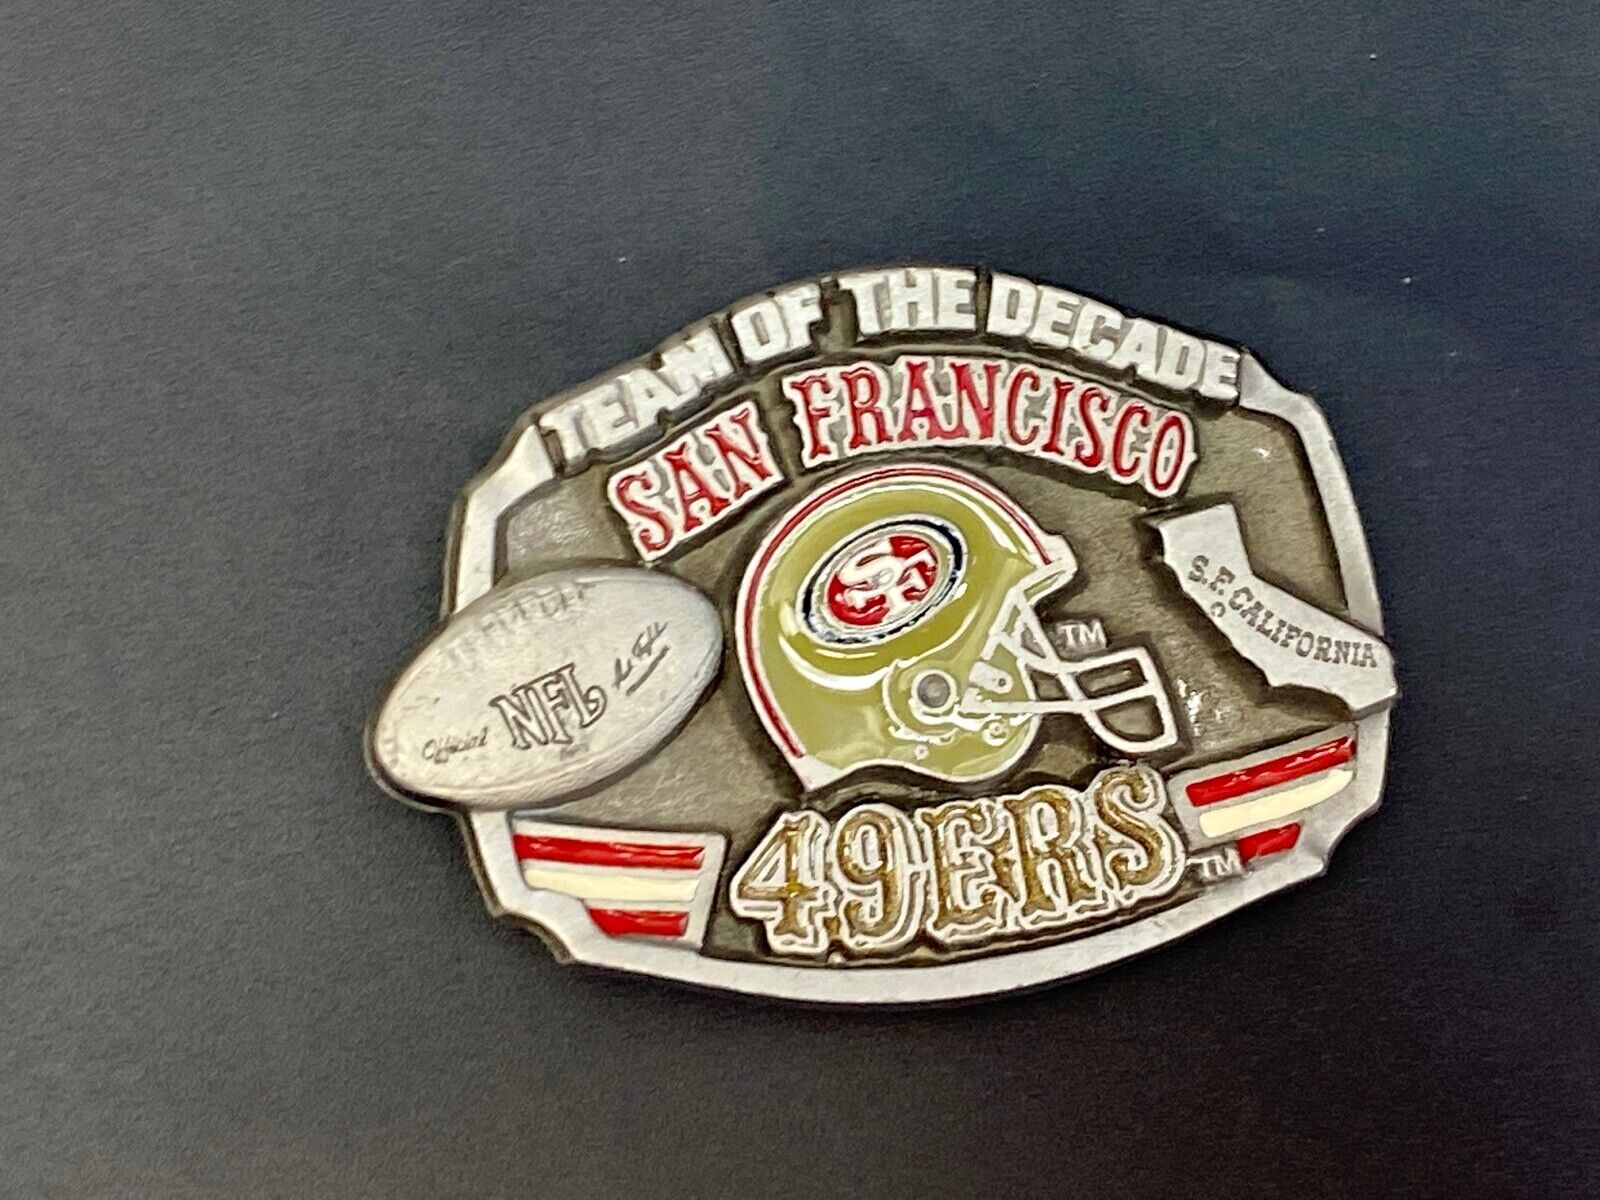 TEAM OF THE DECADE
SAN FRANCISCO
SF
TM
S.F. CALIFORNIA
Official NFL
49ERS
TM